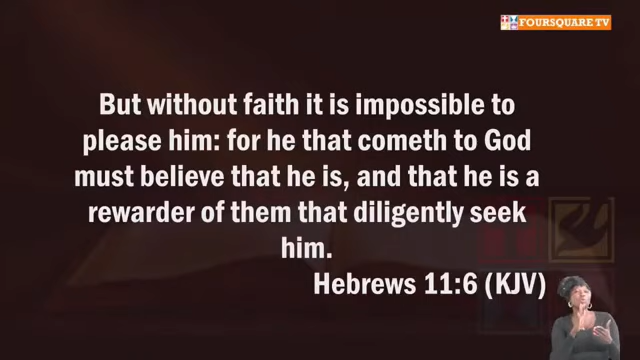 FOURSQUARE TV
But without faith it is impossible to
please him: for he that cometh to God
must believe that he is, and that he is a
rewarder of them that diligently seek
him.
Hebrews 11:6 (KJV)